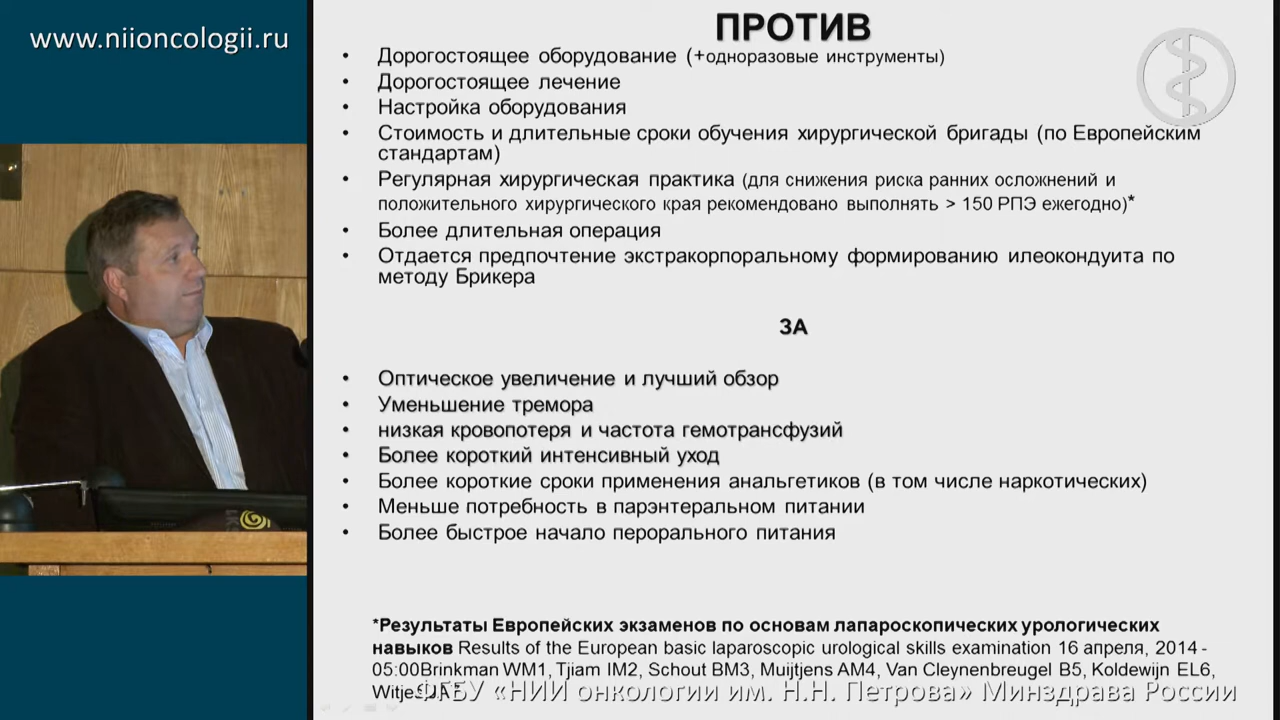 www.niioncologii.ru
ПРОТИВ
• Дорогостоящее оборудование (+одноразовые инструменты)
• Дорогостоящее лечение
• Настройка оборудования
• Стоимость и длительные сроки обучения хирургической бригады (по Европейским
стандартам)
• Регулярная хирургическая практика (для снижения риска ранних осложнений и
положительного хирургического края рекомендовано выполнять > 150 РПЭ ежегодно)*
• Более длительная операция
• Отдается предпочтение экстракорпоральному формированию илеокондуита по
методу Брикера
ЗА
• Оптическое увеличение и лучший обзор
• Уменьшение тремора
• низкая кровопотеря и частота гемотрансфузий
• Более короткий интенсивный уход
• Более короткие сроки применения анальгетиков (в том числе наркотических)
• Меньше потребность в парэнтеральном питании
• Более быстрое начало перорального питания
*Результаты Европейских экзаменов по основам лапароскопических урологических
навыков Results of the European basic laparoscopic urological skills examination 16 апреля, 2014 -
05:00Brinkman WM1, Tjiam IM2, Schout BM3, Muijtjens AM4, Van Cleynenbreugel B5, Koldewijn EL6,
ФГБУ «НИИ онкологии им. Н.Н. Петрова» Минздрава России